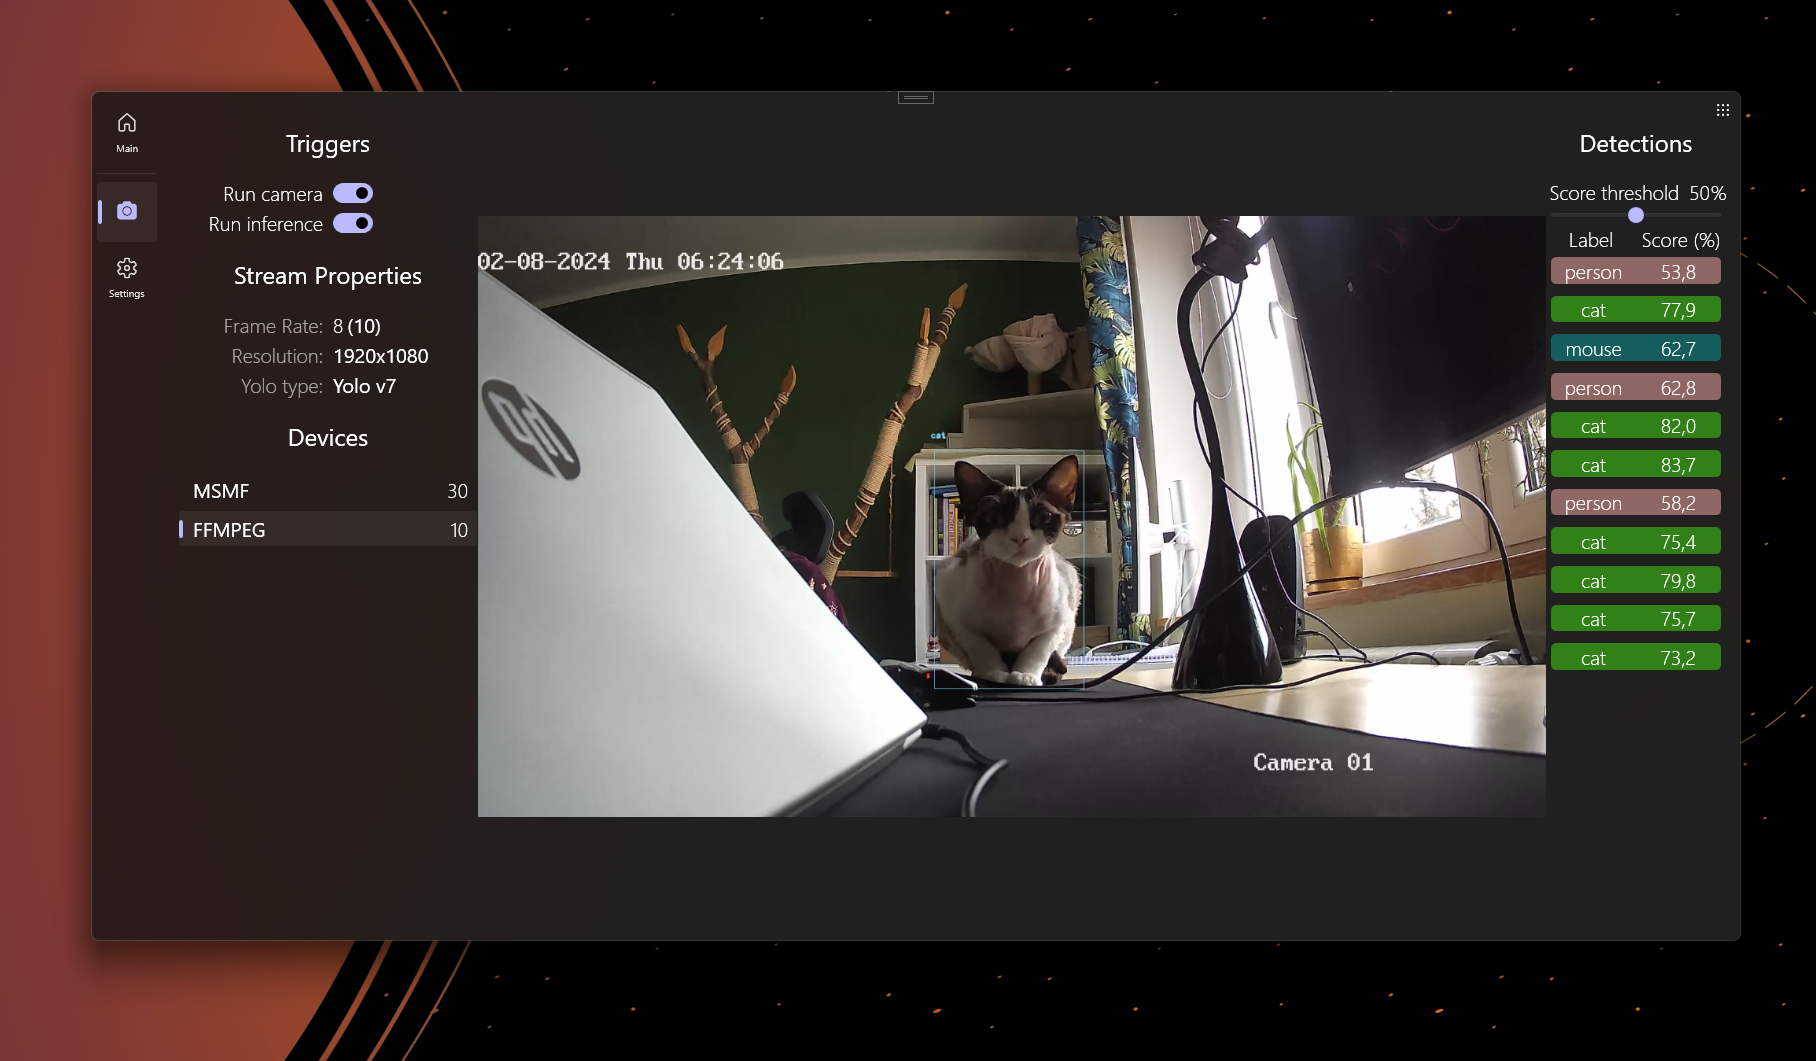 Main
Settings
Triggers
Run camera
Run inference
Stream Properties
Frame Rate: 8 (10)
Resolution: 1920x1080
Yolo type: Yolo v7
Devices
MSMF 30
FFMPEG 10
02-08-2024 Thu 06:24:06
hp
cat
Camera 01
Detections
Score threshold 50%
Label Score (%)
person 53,8
cat 77,9
mouse 62,7
person 62,8
cat 82,0
cat 83,7
person 58,2
cat 75,4
cat 79,8
cat 75,7
cat 73,2